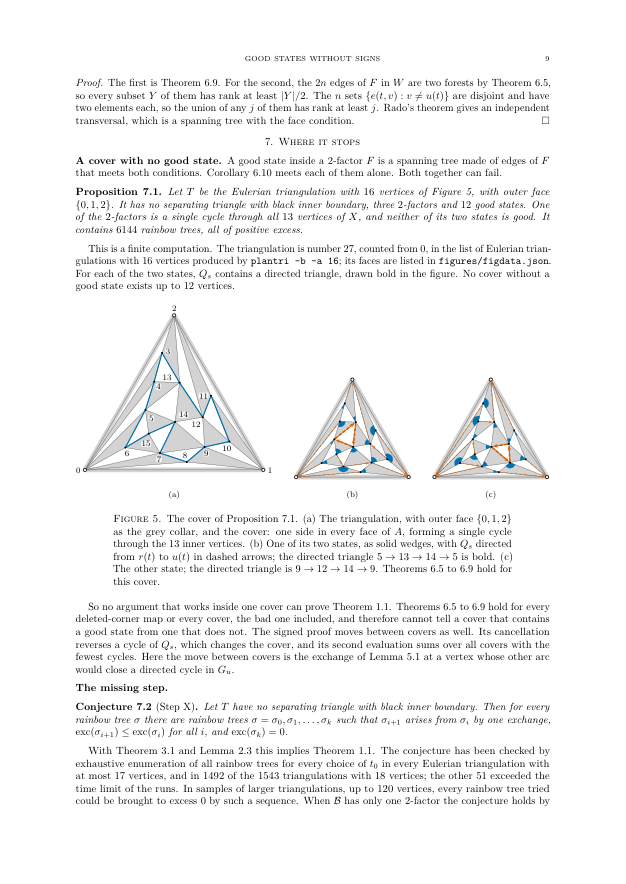 GOOD STATES WITHOUT SIGNS 9
Proof. The first is Theorem 6.9. For the second, the 2n edges of F in W are two forests by Theorem 6.5,
so every subset Y of them has rank at least |Y|/2. The n sets {e(t, v) : v ≠ u(t)} are disjoint and have
two elements each, so the union of any j of them has rank at least j. Rado's theorem gives an independent
transversal, which is a spanning tree with the face condition. □
7. Where it stops
A cover with no good state. A good state inside a 2-factor F is a spanning tree made of edges of F
that meets both conditions. Corollary 6.10 meets each of them alone. Both together can fail.
Proposition 7.1. Let T be the Eulerian triangulation with 16 vertices of Figure 5, with outer face
{0, 1, 2}. It has no separating triangle with black inner boundary, three 2-factors and 12 good states. One
of the 2-factors is a single cycle through all 13 vertices of X, and neither of its two states is good. It
contains 6144 rainbow trees, all of positive excess.
This is a finite computation. The triangulation is number 27, counted from 0, in the list of Eulerian trian-
gulations with 16 vertices produced by plantri -b -a 16; its faces are listed in figures/figdata.json.
For each of the two states, Qs contains a directed triangle, drawn bold in the figure. No cover without a
good state exists up to 12 vertices.
2
3
13
4
11
5
14
12
15
10
6
7
8
9
0
1
(a)
(b)
(c)
Figure 5. The cover of Proposition 7.1. (a) The triangulation, with outer face {0, 1, 2}
as the grey collar, and the cover: one side in every face of A, forming a single cycle
through the 13 inner vertices. (b) One of its two states, as solid wedges, with Qs directed
from r(t) to u(t) in dashed arrows; the directed triangle 5 → 13 → 14 → 5 is bold. (c)
The other state; the directed triangle is 9 → 12 → 14 → 9. Theorems 6.5 to 6.9 hold for
this cover.
So no argument that works inside one cover can prove Theorem 1.1. Theorems 6.5 to 6.9 hold for every
deleted-corner map or every cover, the bad one included, and therefore cannot tell a cover that contains
a good state from one that does not. The signed proof moves between covers as well. Its cancellation
reverses a cycle of Qs, which changes the cover, and its second evaluation sums over all covers with the
fewest cycles. Here the move between covers is the exchange of Lemma 5.1 at a vertex whose other arc
would close a directed cycle in Gu.
The missing step.
Conjecture 7.2 (Step X). Let T have no separating triangle with black inner boundary. Then for every
rainbow tree σ there are rainbow trees σ = σ0, σ1, . . . , σk such that σi+1 arises from σi by one exchange,
exc(σi+1) ≤ exc(σi) for all i, and exc(σk) = 0.
With Theorem 3.1 and Lemma 2.3 this implies Theorem 1.1. The conjecture has been checked by
exhaustive enumeration of all rainbow trees for every choice of t0 in every Eulerian triangulation with
at most 17 vertices, and in 1492 of the 1543 triangulations with 18 vertices; the other 51 exceeded the
time limit of the runs. In samples of larger triangulations, up to 120 vertices, every rainbow tree tried
could be brought to excess 0 by such a sequence. When B has only one 2-factor the conjecture holds by